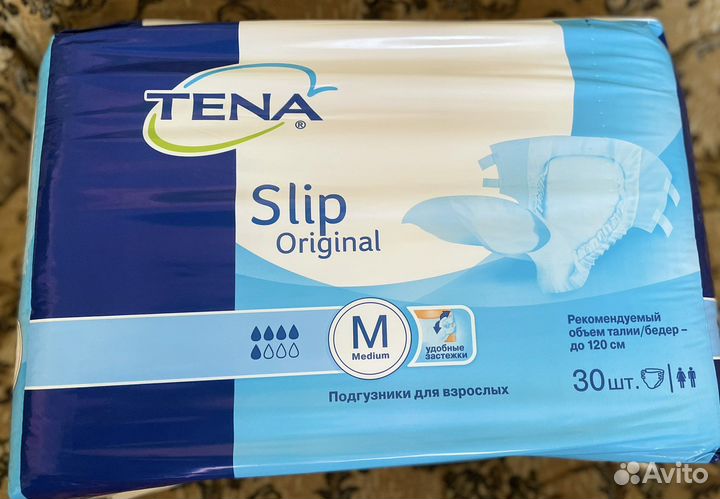 TENA®
Slip
Original
M
Medium
удобные
застежки
Рекомендуемый
объем талии/бедер –
до 120 см
30 шт.
Подгузники для взрослых
Avito